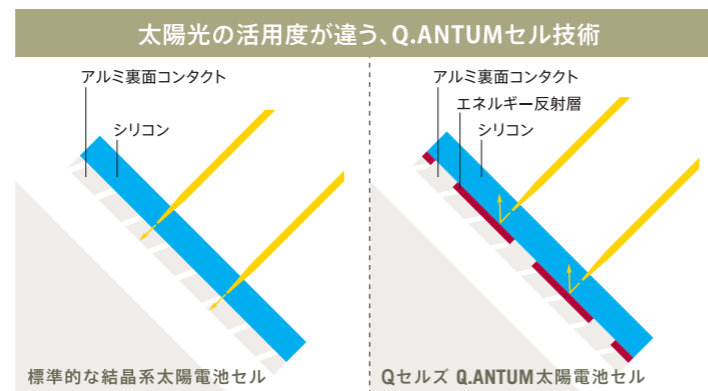 太陽光の活用度が違う、Q.ANTUMセル技術
アルミ裏面コンタクト
シリコン
標準的な結晶系太陽電池セル
アルミ裏面コンタクト
エネルギー反射層
シリコン
Qセルズ Q.ANTUM太陽電池セル